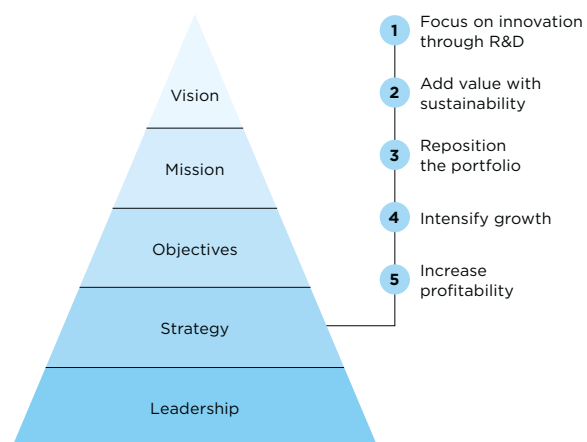 Vision
Mission
Objectives
Strategy
Leadership
1
Focus on innovation
through R&D
2
Add value with
sustainability
3
Reposition
the portfolio
4
Intensify growth
5
Increase
profitability